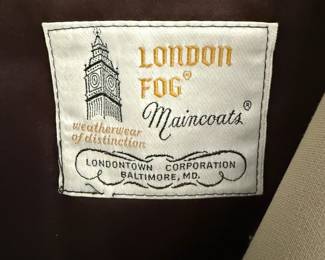 LONDON
FOG®
Maincoats®
weatherwear
of distinction
LONDONTOWN CORPORATION
BALTIMORE, MD.